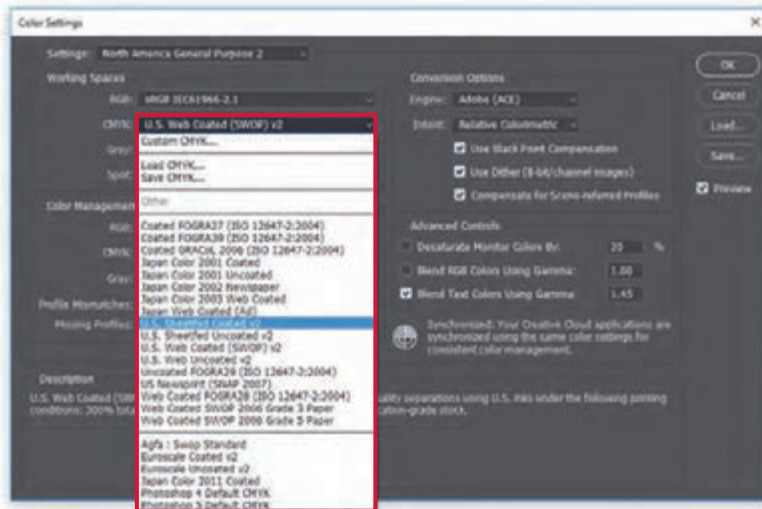 Color Settings
Settings: North America General Purpose 2
Working Spaces
RGB: sRGB IEC61966-2.1
CMYK: U.S. Web Coated (SWOP) v2
Gray:
Spot:
Custom CMYK...
Load CMYK...
Save CMYK...
Other
Coated FOGRA27 (ISO 12647-2:2004)
Coated FOGRA39 (ISO 12647-2:2004)
Coated GRACoL 2006 (ISO 12647-2:2004)
Japan Color 2001 Coated
Japan Color 2001 Uncoated
Japan Color 2002 Newspaper
Japan Color 2003 Web Coated
Japan Web Coated (Ad)
U.S. Sheetfed Coated v2
U.S. Sheetfed Uncoated v2
U.S. Web Coated (SWOP) v2
U.S. Web Uncoated v2
Uncoated FOGRA29 (ISO 12647-2:2004)
US Newsprint (SNAP 2007)
Web Coated FOGRA28 (ISO 12647-2:2004)
Web Coated SWOP 2006 Grade 3 Paper
Web Coated SWOP 2006 Grade 5 Paper
Agfa : Swop Standard
Euroscale Coated v2
Euroscale Uncoated v2
Japan Color 2011 Coated
Photoshop 4 Default CMYK
Photoshop 5 Default CMYK
Color Management
RGB:
CMYK:
Gray:
Profile Mismatches:
Missing Profiles:
Description
U.S. Web Coated (SW
ality separations using U.S. inks under the following printing
conditions: 300% total
cation-grade stock.
Conversion Options
Engine: Adobe (ACE)
Intent: Relative Colorimetric
Use Black Point Compensation
Use Dither (8-bit/channel images)
Compensate for Scene-referred Profiles
Advanced Controls
Desaturate Monitor Colors By: 20 %
Blend RGB Colors Using Gamma: 1.00
Blend Text Colors Using Gamma: 1.45
Synchronized: Your Creative Cloud applications are
synchronized using the same color settings for
consistent color management.
OK
Cancel
Load...
Save...
Preview